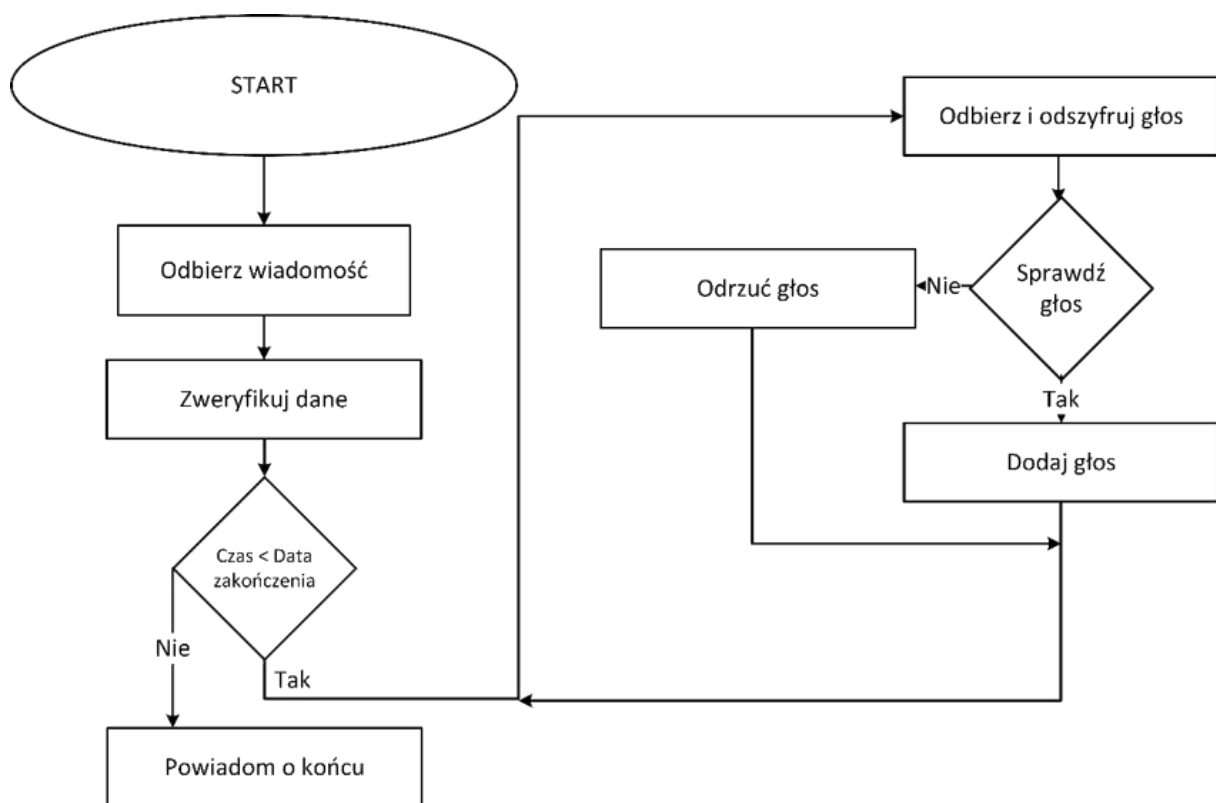 START
Odbierz wiadomość
Zweryfikuj dane
Czas < Data
zakończenia
Nie
Tak
Powiadom o końcu
Odbierz i odszyfruj głos
Sprawdź
głos
Nie
Odrzuć głos
Tak
Dodaj głos